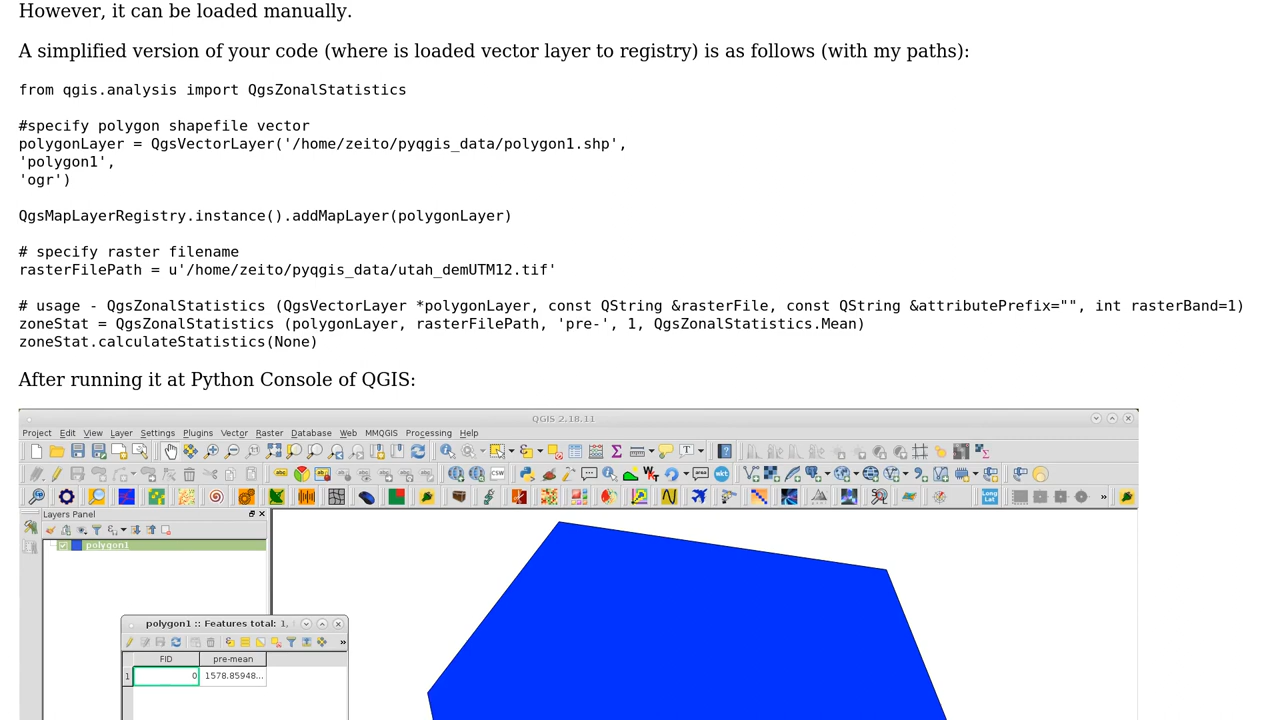 However, it can be loaded manually.
A simplified version of your code (where is loaded vector layer to registry) is as follows (with my paths):
from qgis.analysis import QgsZonalStatistics
#specify polygon shapefile vector
polygonLayer = QgsVectorLayer('/home/zeito/pyqgis_data/polygon1.shp',
'polygon1',
'ogr')
QgsMapLayerRegistry.instance().addMapLayer(polygonLayer)
# specify raster filename
rasterFilePath = u'/home/zeito/pyqgis_data/utah_demUTM12.tif'
# usage - QgsZonalStatistics (QgsVectorLayer *polygonLayer, const QString &rasterFile, const QString &attributePrefix="", int rasterBand=1)
zoneStat = QgsZonalStatistics (polygonLayer, rasterFilePath, 'pre-', 1, QgsZonalStatistics.Mean)
zoneStat.calculateStatistics(None)
After running it at Python Console of QGIS:
QGIS 2.18.11
Project Edit View Layer Settings Plugins Vector Raster Database Web MMQGIS Processing Help
CSW
Long Lat
Layers Panel
polygon1
polygon1 :: Features total: 1,
FID pre-mean
1 0 1578.85948...